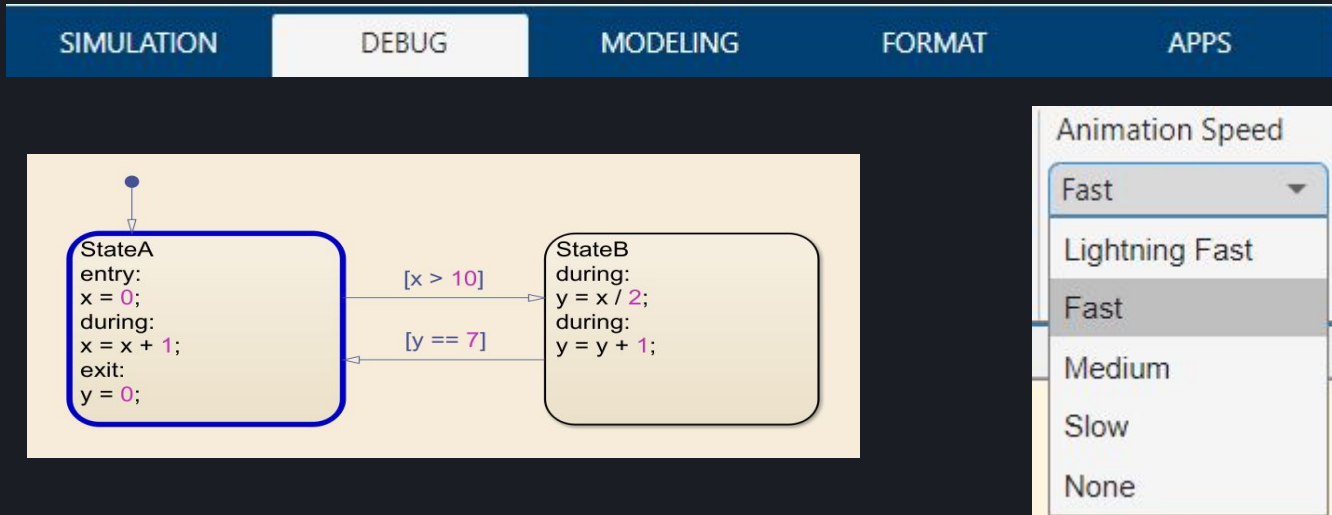 SIMULATION DEBUG MODELING FORMAT APPS
StateA
entry:
x = 0;
during:
x = x + 1;
exit:
y = 0;
[x > 10]
[y == 7]
StateB
during:
y = x / 2;
during:
y = y + 1;
Animation Speed
Fast
Lightning Fast
Fast
Medium
Slow
None